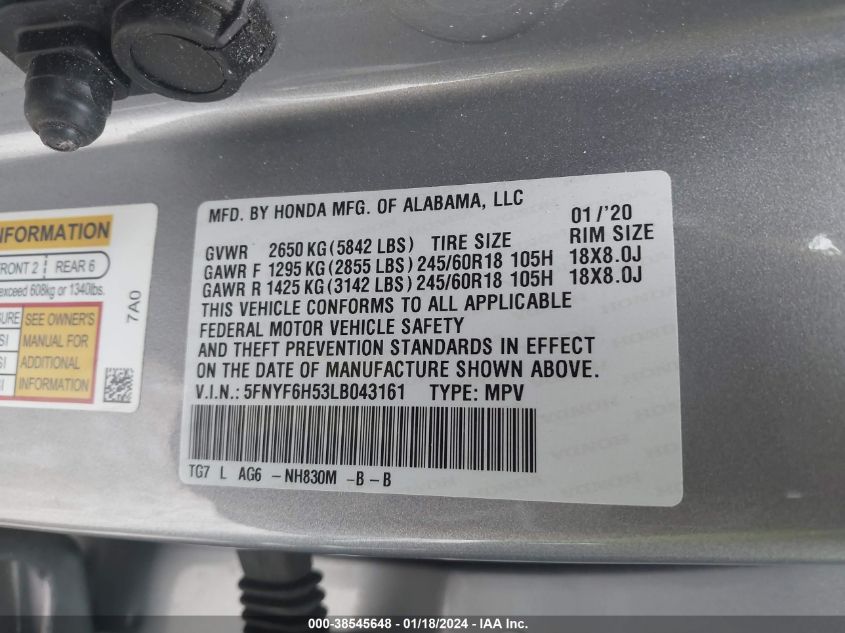 MFD. BY HONDA MFG. OF ALABAMA, LLC
01/'20
GVWR 2650 KG (5842 LBS) TIRE SIZE RIM SIZE
GAWR F 1295 KG (2855 LBS) 245/60R18 105H 18X8.0J
GAWR R 1425 KG (3142 LBS) 245/60R18 105H 18X8.0J
THIS VEHICLE CONFORMS TO ALL APPLICABLE
FEDERAL MOTOR VEHICLE SAFETY
AND THEFT PREVENTION STANDARDS IN EFFECT
ON THE DATE OF MANUFACTURE SHOWN ABOVE.
V.I.N.: 5FNYF6H53LB043161 TYPE: MPV
TG7 L AG6 -NH830M -B-B
FRONT 2 REAR 6
exceed 608kg or 1340lbs.
SEE OWNER'S
MANUAL FOR
ADDITIONAL
INFORMATION
7A0
000-38545648 - 01/18/2024 - IAA Inc.